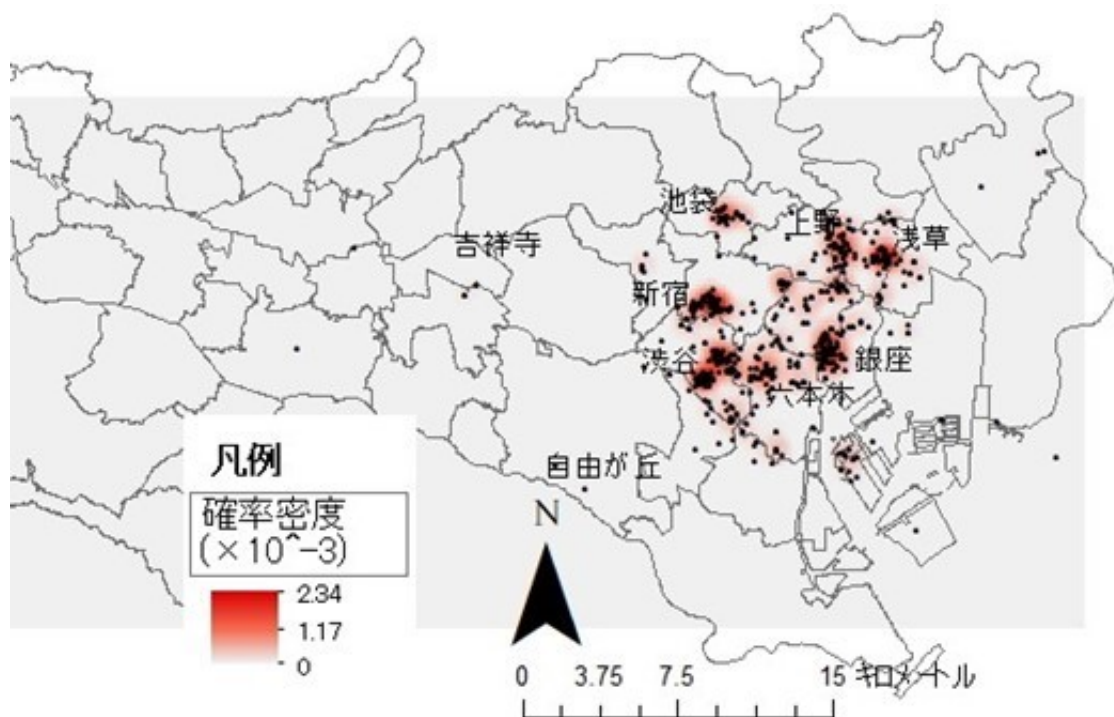 池袋
上野
浅草
吉祥寺
新宿
渋谷
銀座
六本木
自由が丘
凡例
確率密度
(×10^-3)
2.34
1.17
0
N
0 3.75 7.5 15 キロメートル